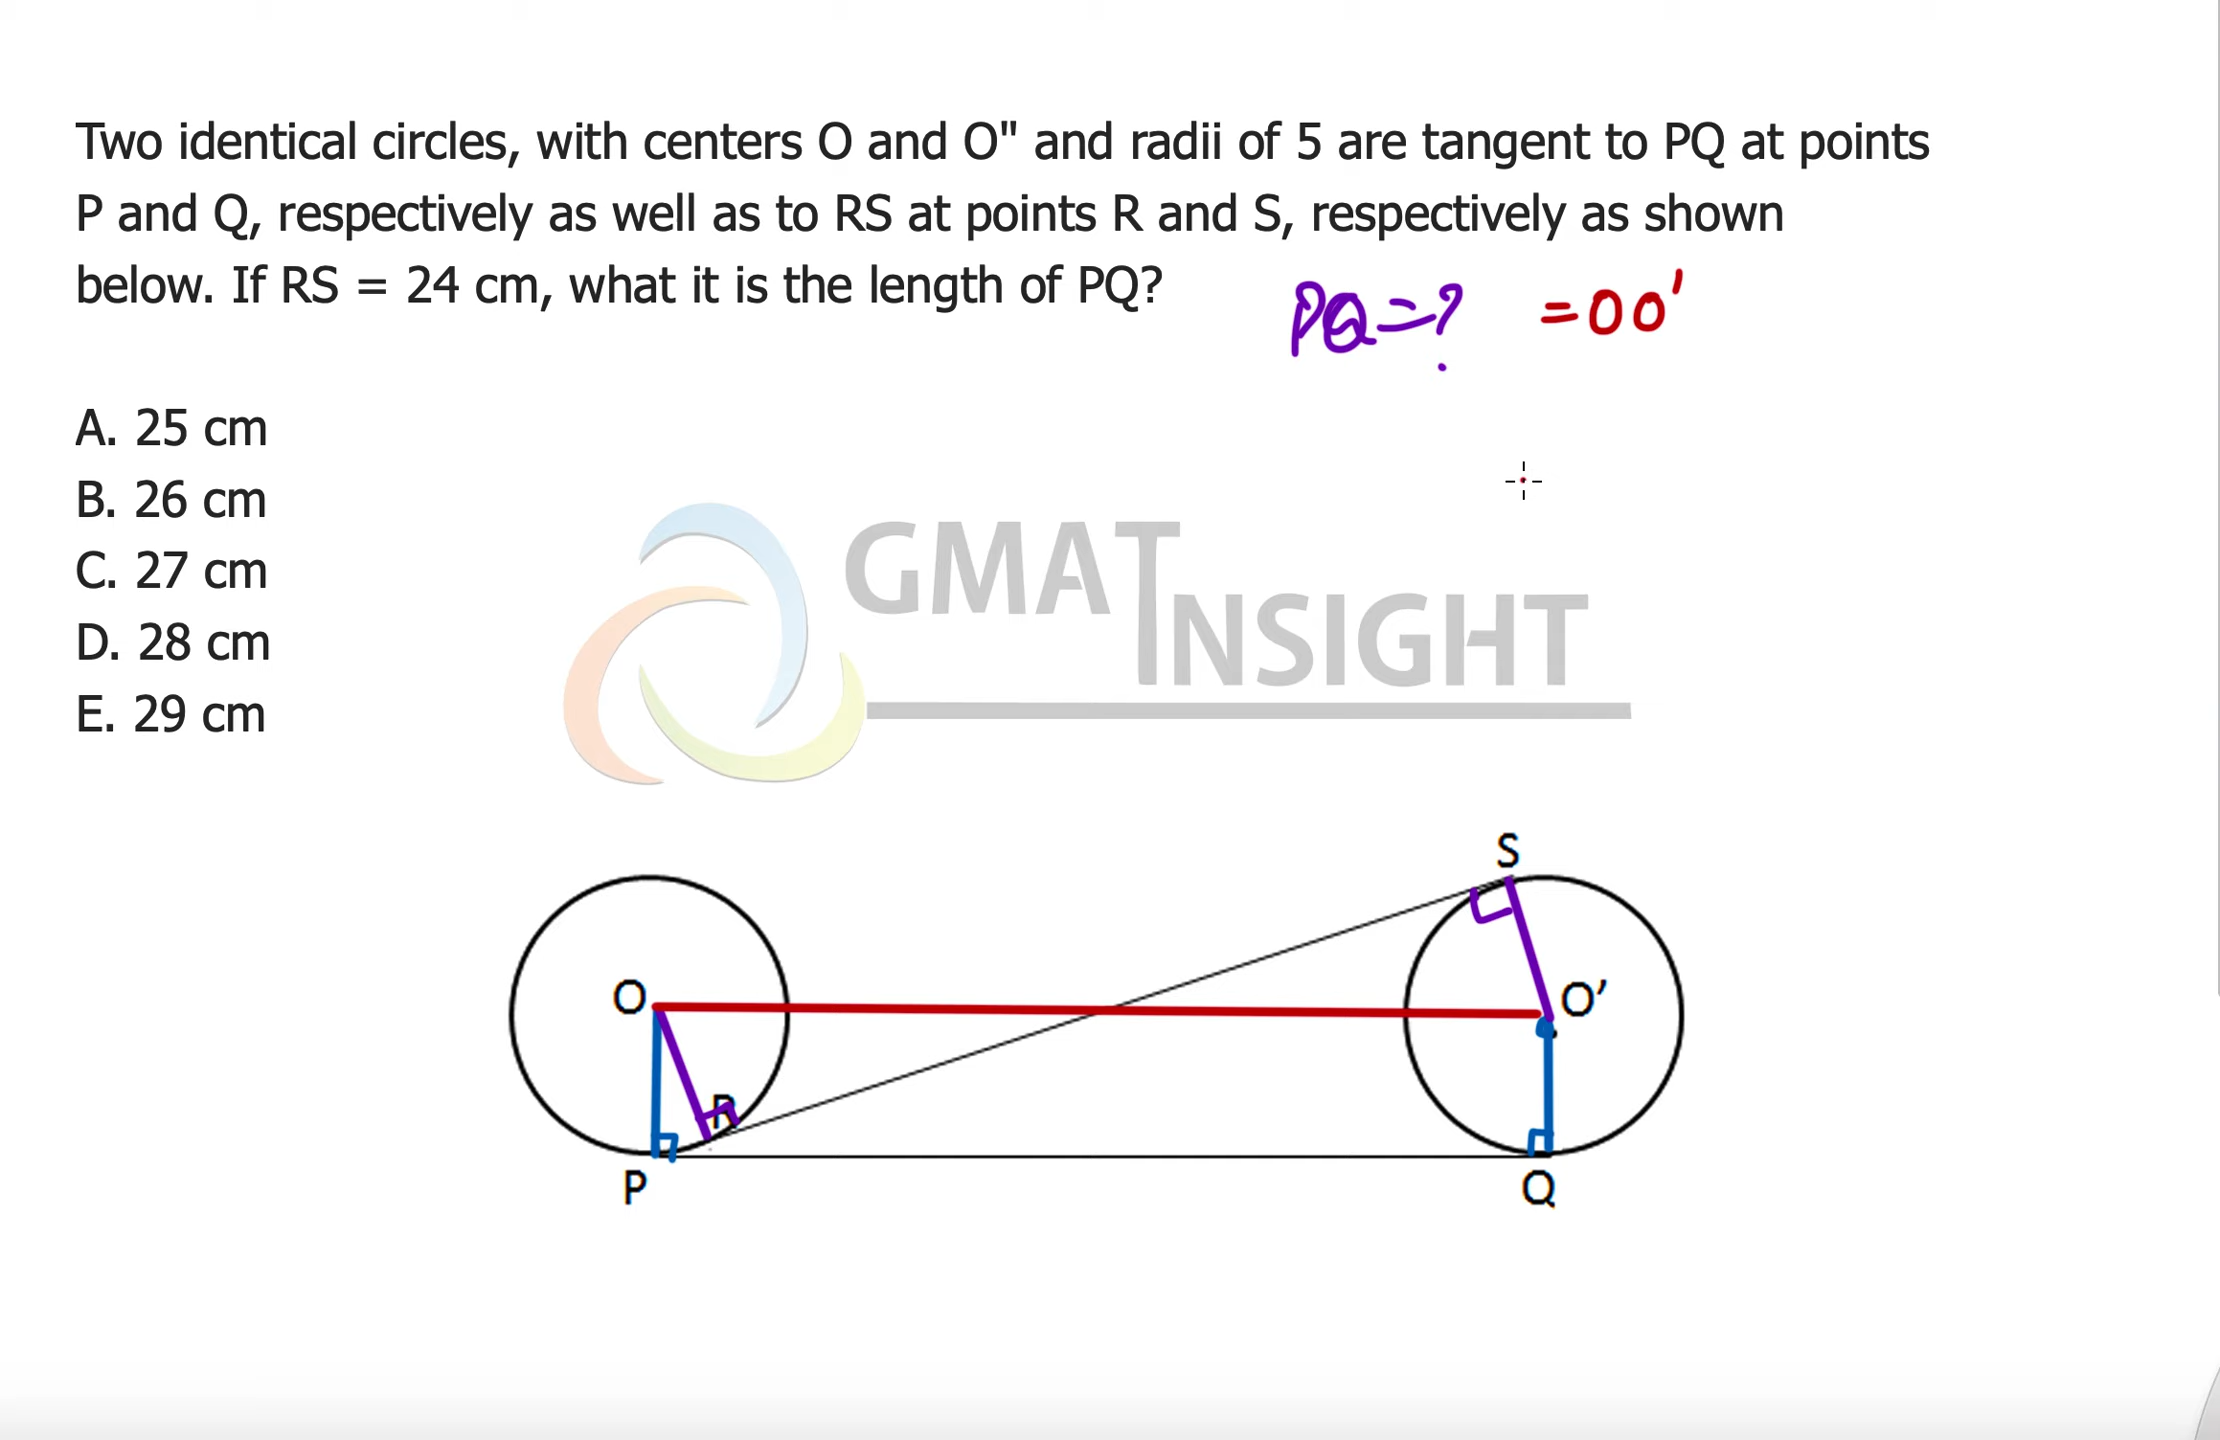 Two identical circles, with centers O and O" and radii of 5 are tangent to PQ at points
P and Q, respectively as well as to RS at points R and S, respectively as shown
below. If RS = 24 cm, what it is the length of PQ?
PQ=? =OO'
A. 25 cm
B. 26 cm
C. 27 cm
D. 28 cm
E. 29 cm
GMATINSIGHT
S
O
O'
R
P
Q